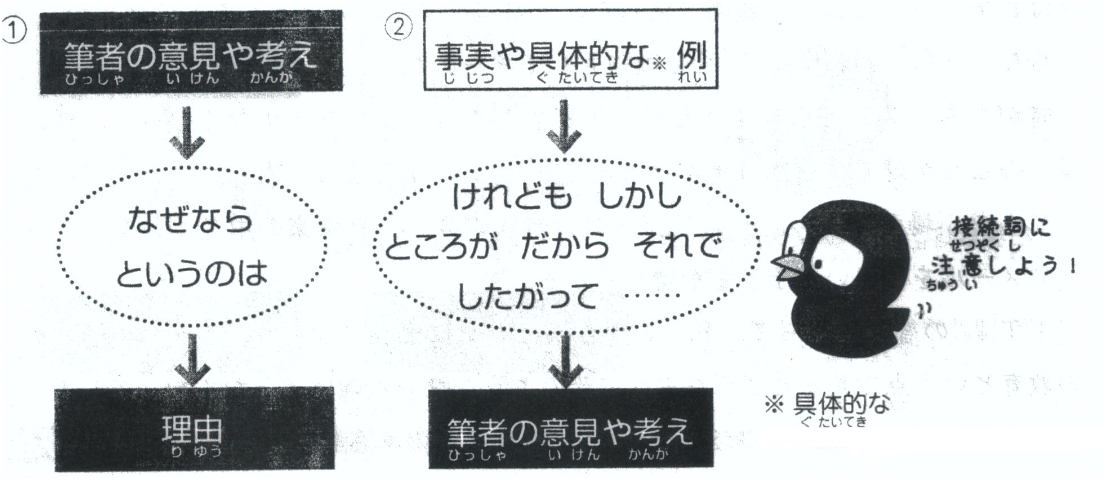 ①
筆者の意見や考え
ひっしゃ いけん かんが
なぜなら
というのは
理由
りゆう
②
事実や具体的な※ 例
じじつ ぐたいてき れい
けれども しかし
ところが だから それで
したがって ……
筆者の意見や考え
ひっしゃ いけん かんが
接続詞に
せつぞくし
注意しよう!
ちゅうい
※ 具体的な
ぐたいてき